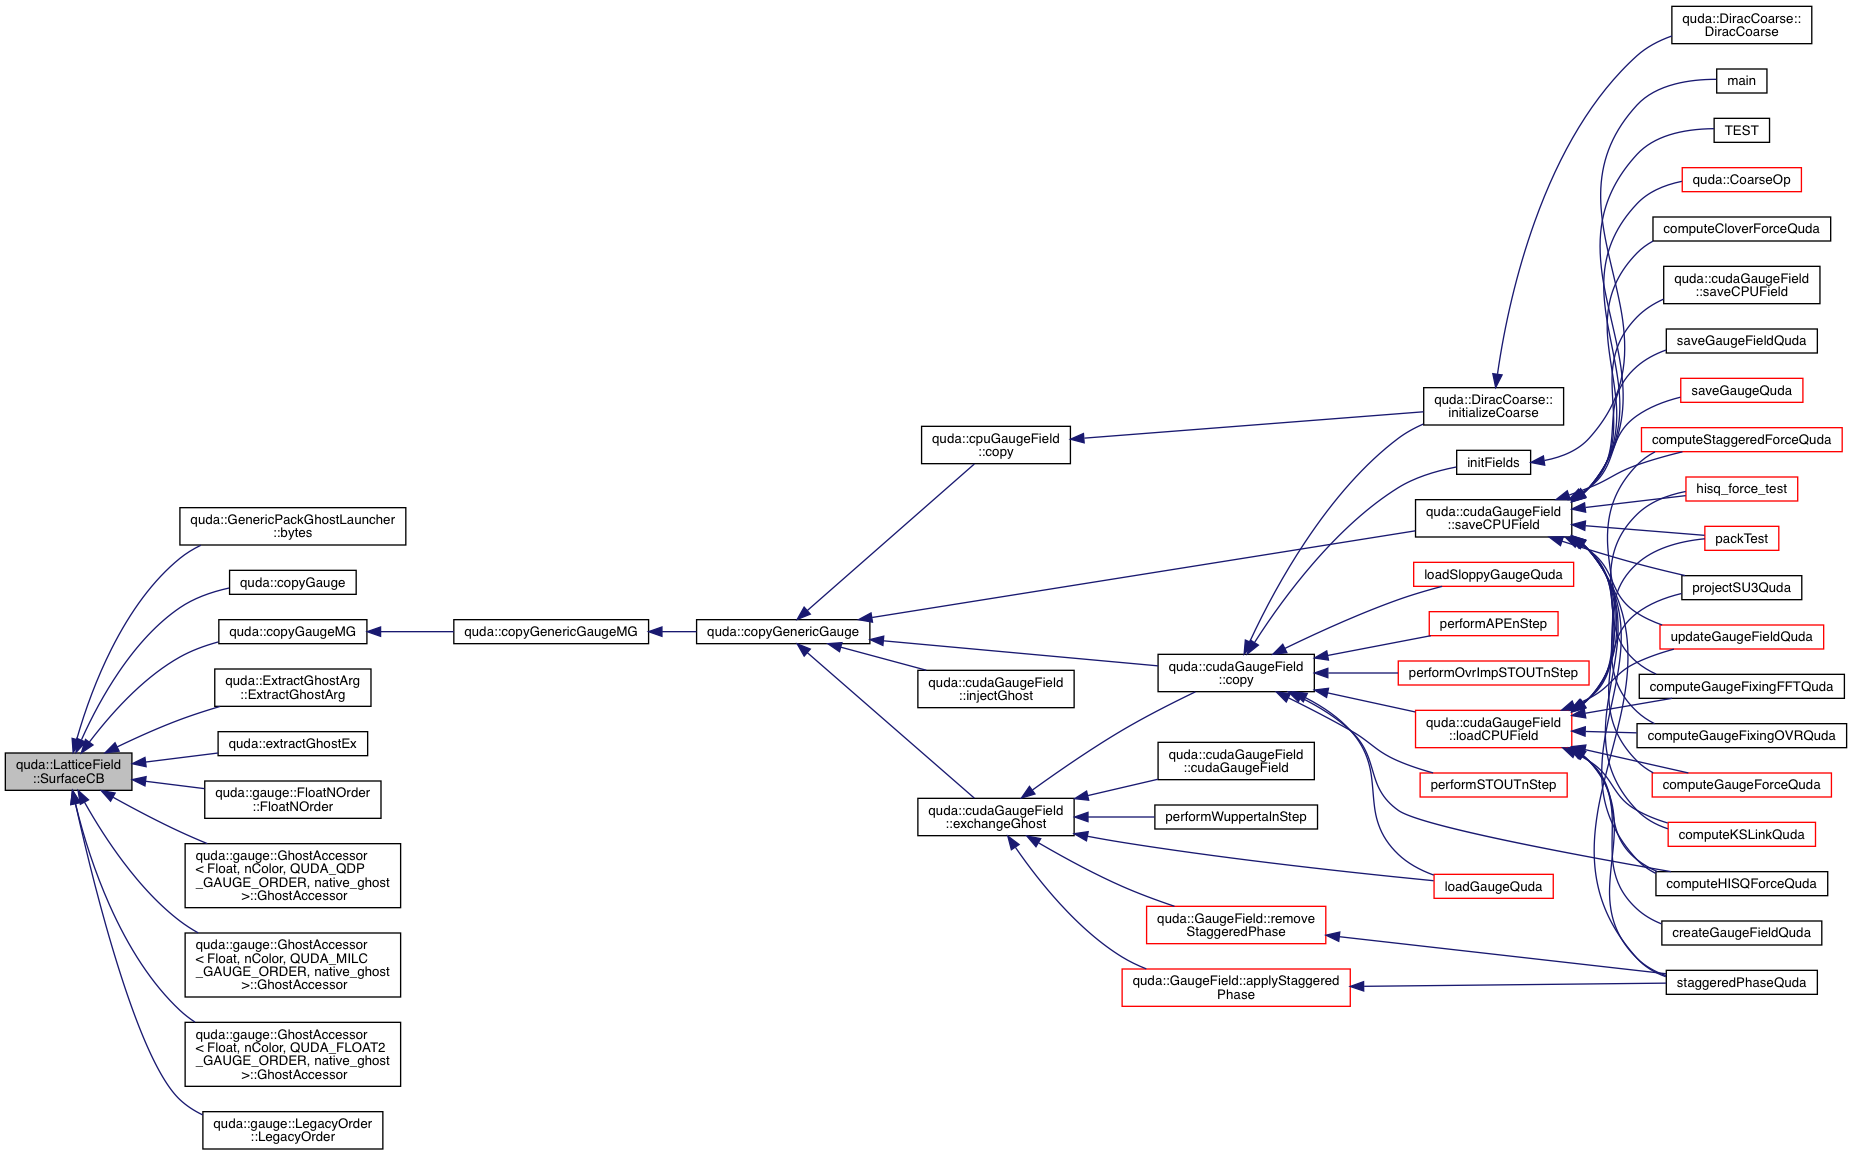 quda::LatticeField
::SurfaceCB
quda::GenericPackGhostLauncher
::bytes
quda::copyGauge
quda::copyGaugeMG
quda::ExtractGhostArg
::ExtractGhostArg
quda::extractGhostEx
quda::gauge::FloatNOrder
::FloatNOrder
quda::gauge::GhostAccessor
< Float, nColor, QUDA_QDP
_GAUGE_ORDER, native_ghost
>::GhostAccessor
quda::gauge::GhostAccessor
< Float, nColor, QUDA_MILC
_GAUGE_ORDER, native_ghost
>::GhostAccessor
quda::gauge::GhostAccessor
< Float, nColor, QUDA_FLOAT2
_GAUGE_ORDER, native_ghost
>::GhostAccessor
quda::gauge::LegacyOrder
::LegacyOrder
quda::copyGenericGaugeMG
quda::copyGenericGauge
quda::cpuGaugeField
::copy
quda::cudaGaugeField
::injectGhost
quda::cudaGaugeField
::exchangeGhost
quda::cudaGaugeField
::copy
quda::cudaGaugeField
::cudaGaugeField
performWuppertalnStep
quda::GaugeField::remove
StaggeredPhase
quda::GaugeField::applyStaggered
Phase
quda::DiracCoarse::
initializeCoarse
initFields
quda::cudaGaugeField
::saveCPUField
loadSloppyGaugeQuda
performAPEnStep
performOvrImpSTOUTnStep
quda::cudaGaugeField
::loadCPUField
performSTOUTnStep
loadGaugeQuda
quda::DiracCoarse::
DiracCoarse
main
TEST
quda::CoarseOp
computeCloverForceQuda
quda::cudaGaugeField
::saveCPUField
saveGaugeFieldQuda
saveGaugeQuda
computeStaggeredForceQuda
hisq_force_test
packTest
projectSU3Quda
updateGaugeFieldQuda
computeGaugeFixingFFTQuda
computeGaugeFixingOVRQuda
computeGaugeForceQuda
computeKSLinkQuda
computeHISQForceQuda
createGaugeFieldQuda
staggeredPhaseQuda